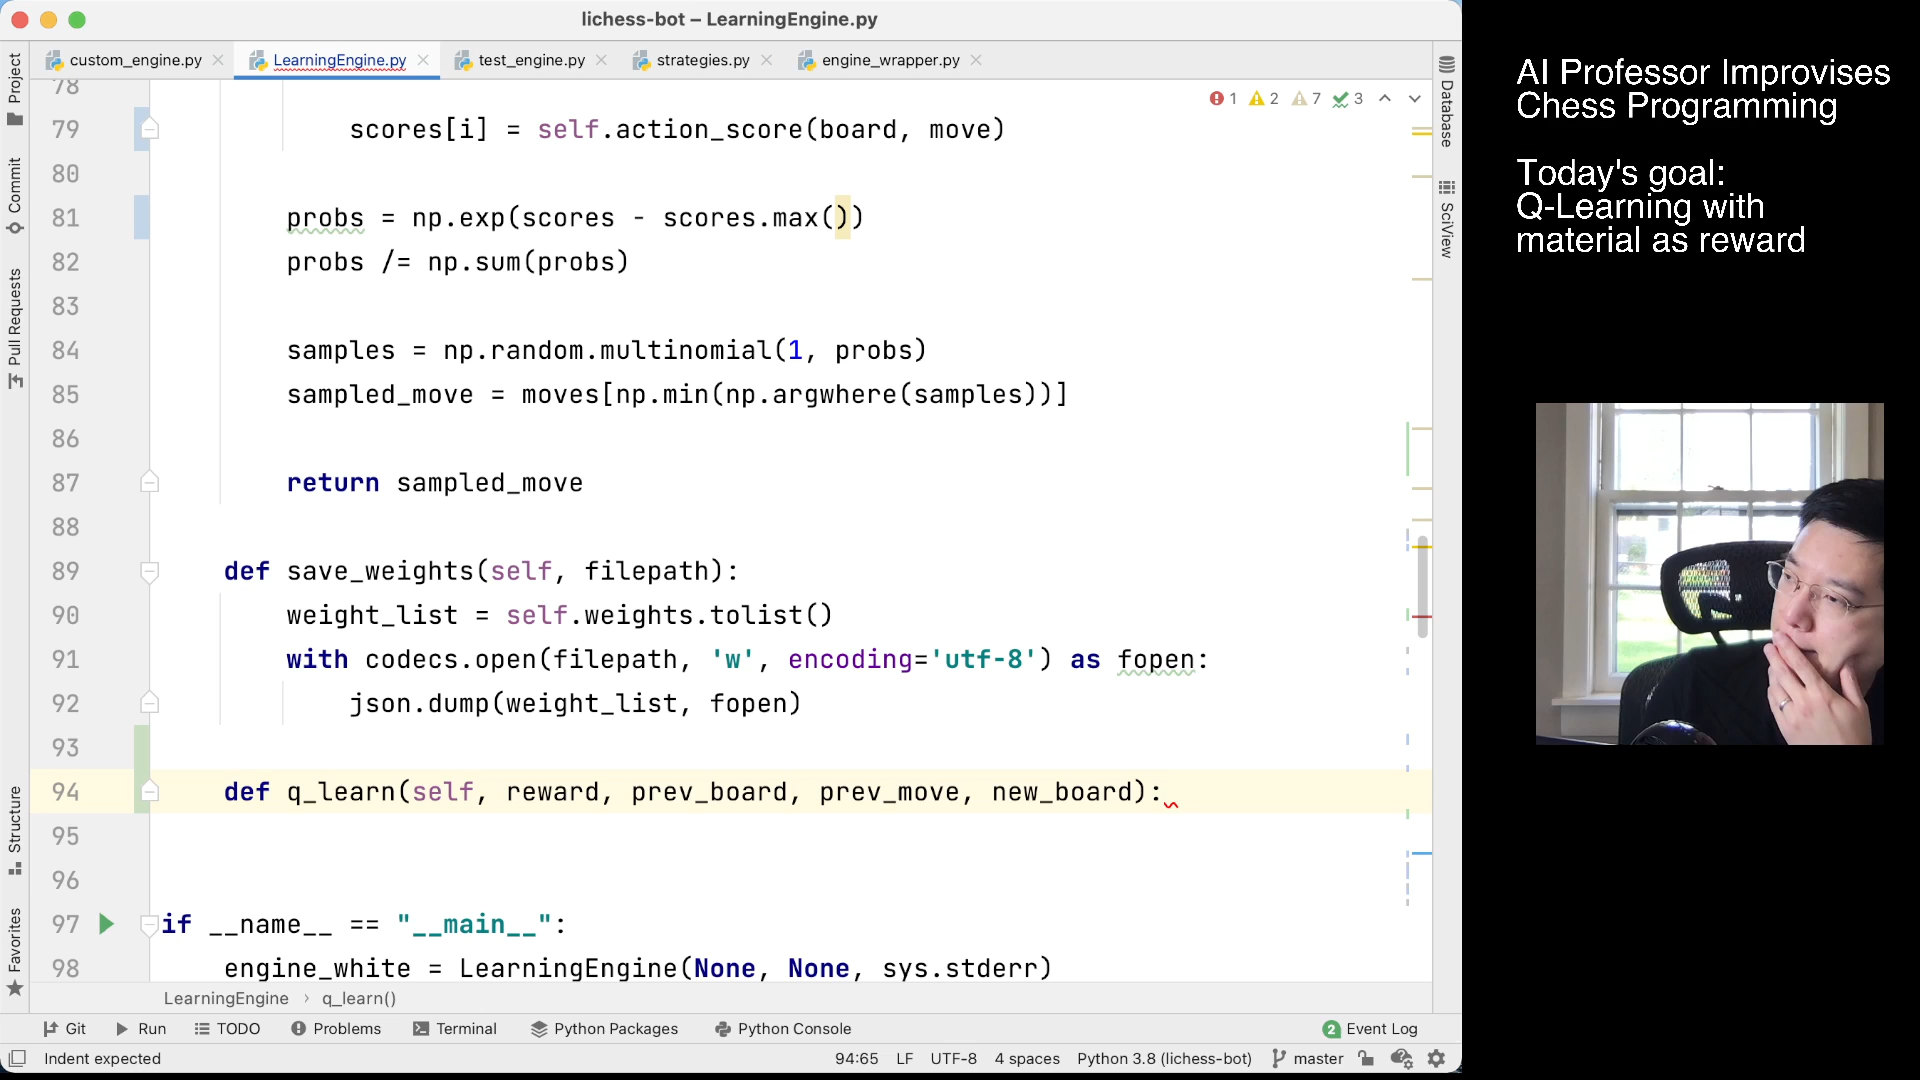 lichess-bot – LearningEngine.py
custom_engine.py
LearningEngine.py
test_engine.py
strategies.py
engine_wrapper.py
Project
Commit
Pull Requests
Structure
Favorites
Database
SciView
1 2 7 3
78
79 scores[i] = self.action_score(board, move)
80
81 probs = np.exp(scores - scores.max())
82 probs /= np.sum(probs)
83
84 samples = np.random.multinomial(1, probs)
85 sampled_move = moves[np.min(np.argwhere(samples))]
86
87 return sampled_move
88
89 def save_weights(self, filepath):
90 weight_list = self.weights.tolist()
91 with codecs.open(filepath, 'w', encoding='utf-8') as fopen:
92 json.dump(weight_list, fopen)
93
94 def q_learn(self, reward, prev_board, prev_move, new_board):
95
96
97 if __name__ == "__main__":
98 engine_white = LearningEngine(None, None, sys.stderr)
LearningEngine › q_learn()
Git Run TODO Problems Terminal Python Packages Python Console 2 Event Log
Indent expected 94:65 LF UTF-8 4 spaces Python 3.8 (lichess-bot) master
AI Professor Improvises
Chess Programming
Today's goal:
Q-Learning with
material as reward